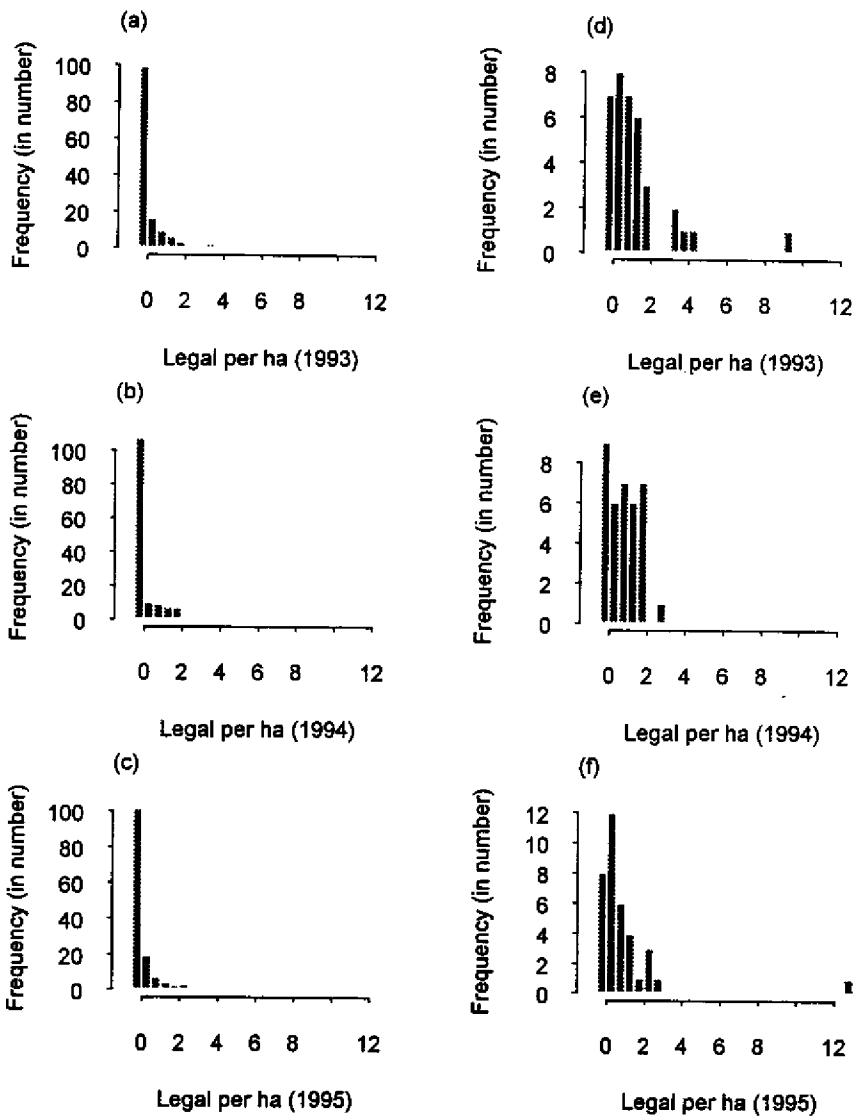 (a)
Frequency (in number)
100
80
60
40
20
0
0 2 4 6 8 12
Legal per ha (1993)
(d)
Frequency (in number)
8
6
4
2
0
0 2 4 6 8 12
Legal per ha (1993)
(b)
Frequency (in number)
100
80
60
40
20
0
0 2 4 6 8 12
Legal per ha (1994)
(e)
Frequency (in number)
8
6
4
2
0
0 2 4 6 8 12
Legal per ha (1994)
(c)
Frequency (in number)
100
80
60
40
20
0
0 2 4 6 8 12
Legal per ha (1995)
(f)
Frequency (in number)
12
10
8
6
4
2
0
0 2 4 6 8 12
Legal per ha (1995)